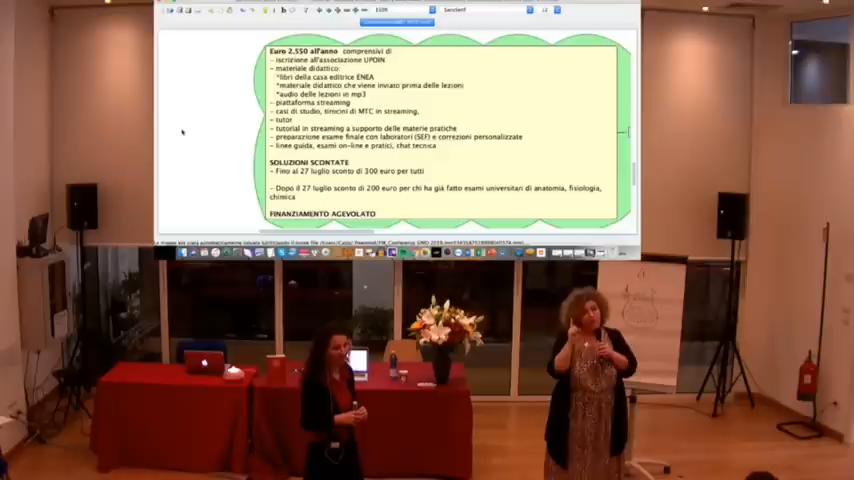 Euro 2.550 all'anno comprensivi di
- iscrizione all'associazione UPOIN
- materiale didattico:
*libri della casa editrice ENEA
*materiale didattico che viene inviato prima delle lezioni
*audio delle lezioni in mp3
- piattaforma streaming
- casi di studio, tirocini di MTC in streaming,
- tutor
- tutorial in streaming a supporto delle materie pratiche
- preparazione esame finale con laboratori (SEF) e correzioni personalizzate
- linee guida, esami on-line e pratici, chat tecnica
SOLUZIONI SCONTATE
- Fino al 27 luglio sconto di 300 euro per tutti
- Dopo il 27 luglio sconto di 200 euro per chi ha già fatto esami universitari di anatomia, fisiologia,
chimica
FINANZIAMENTO AGEVOLATO